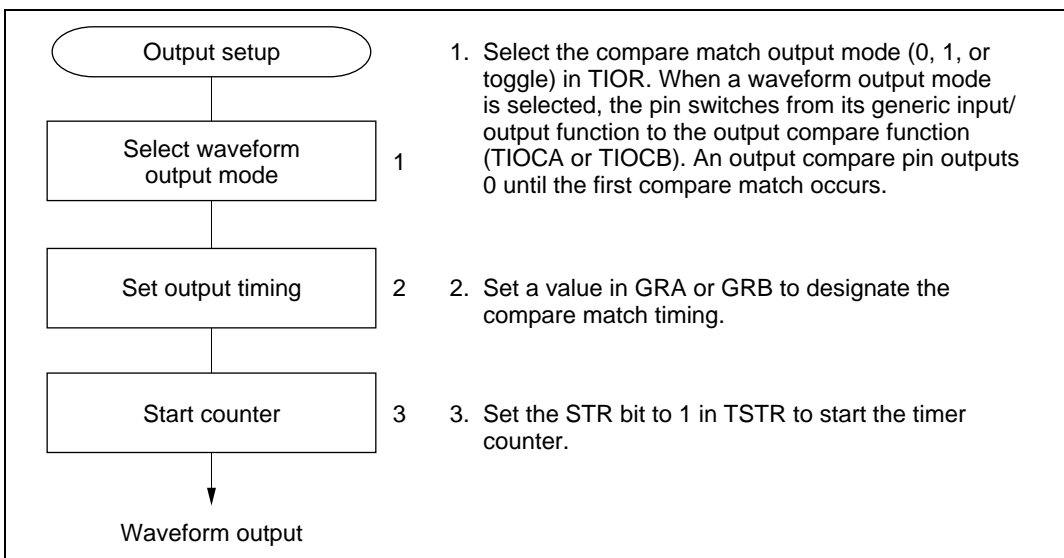 Output setup
Select waveform
output mode
1
1. Select the compare match output mode (0, 1, or
toggle) in TIOR. When a waveform output mode
is selected, the pin switches from its generic input/
output function to the output compare function
(TIOCA or TIOCB). An output compare pin outputs
0 until the first compare match occurs.
Set output timing
2
2. Set a value in GRA or GRB to designate the
compare match timing.
Start counter
3
3. Set the STR bit to 1 in TSTR to start the timer
counter.
Waveform output